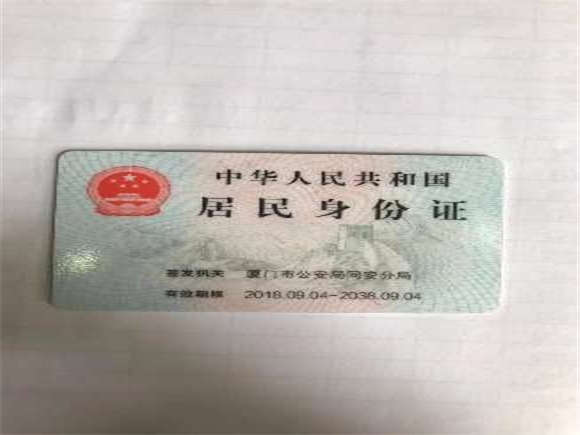 中华人民共和国
居民身份证
签发机关 厦门市公安局同安分局
有效期限 2018.09.04-2038.09.04